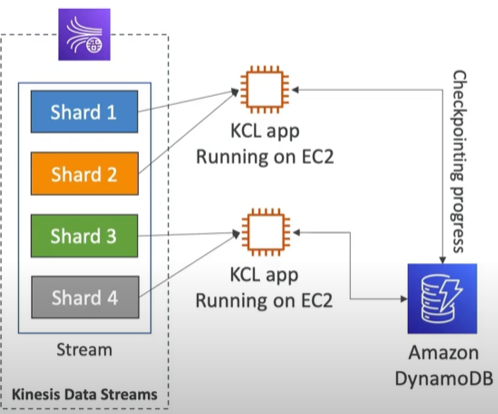 Shard 1
Shard 2
Shard 3
Shard 4
Stream
Kinesis Data Streams
KCL app
Running on EC2
KCL app
Running on EC2
Checkpointing progress
Amazon
DynamoDB